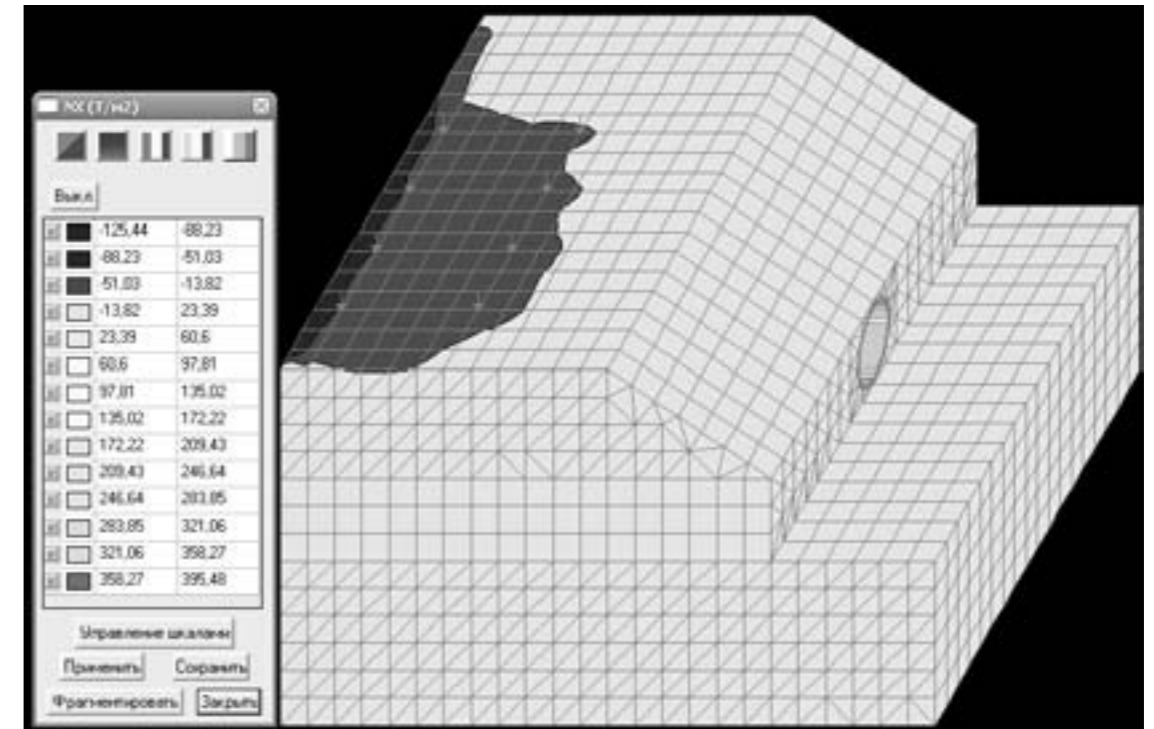 NX (Т/м2)
Выкл
-125,44 -88,23
-88,23 -51,03
-51,03 -13,82
-13,82 23,39
23,39 60,6
60,6 97,81
97,81 135,02
135,02 172,22
172,22 209,43
209,43 246,64
246,64 283,85
283,85 321,06
321,06 358,27
358,27 395,48
Управление шкалами
Применить Сохранить
Фрагментировать Закрыть